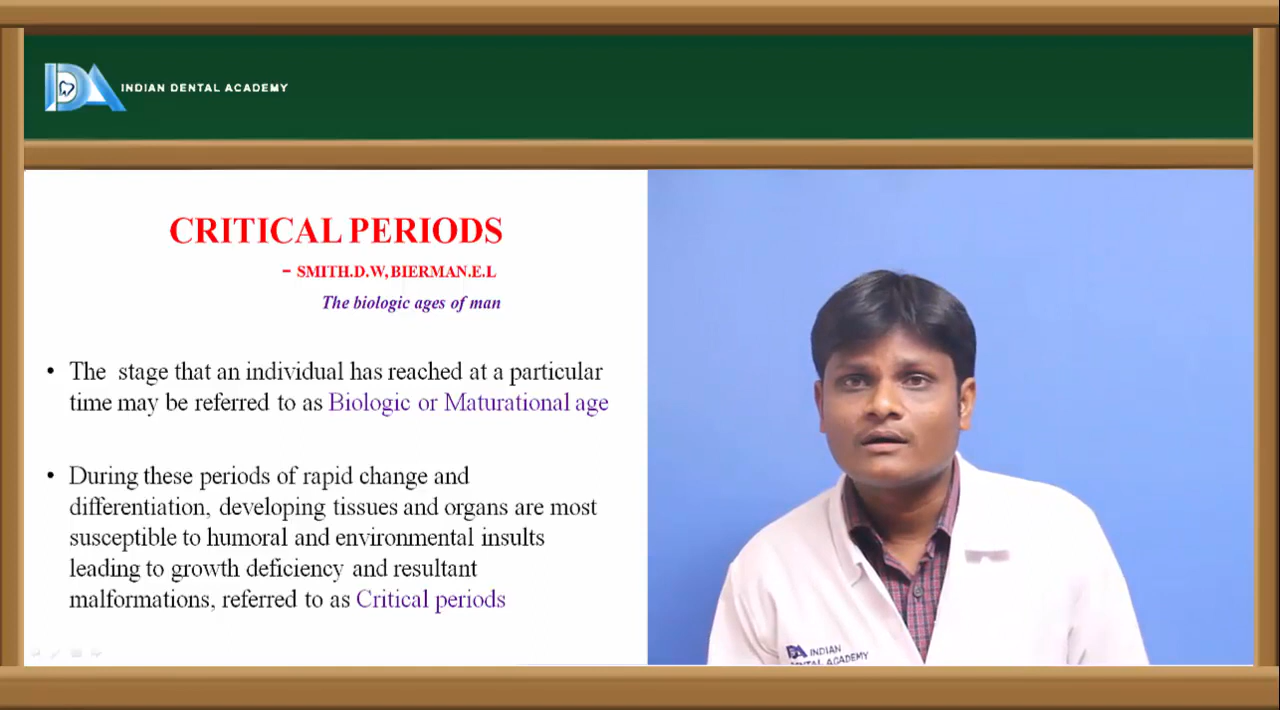 IDA INDIAN DENTAL ACADEMY
CRITICAL PERIODS
– SMITH.D.W, BIERMAN.E.L
The biologic ages of man
• The stage that an individual has reached at a particular
time may be referred to as Biologic or Maturational age
• During these periods of rapid change and
differentiation, developing tissues and organs are most
susceptible to humoral and environmental insults
leading to growth deficiency and resultant
malformations, referred to as Critical periods
IDA INDIAN
DENTAL ACADEMY